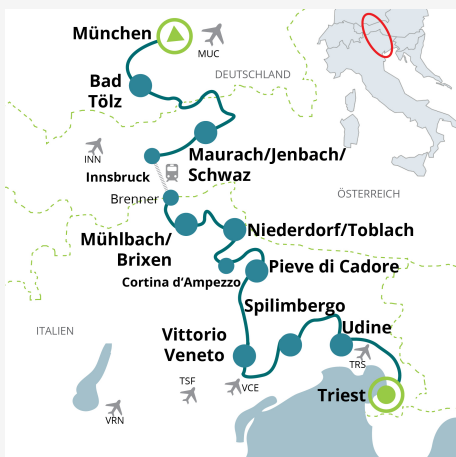 München
MUC
DEUTSCHLAND
Bad
Tölz
INN
Maurach/Jenbach/
Schwaz
Innsbruck
ÖSTERREICH
Brenner
Mühlbach/
Brixen
Niederdorf/Toblach
Cortina d'Ampezzo
Pieve di Cadore
Spilimbergo
ITALIEN
Vittorio
Veneto
Udine
TRS
TSF
VCE
Triest
VRN